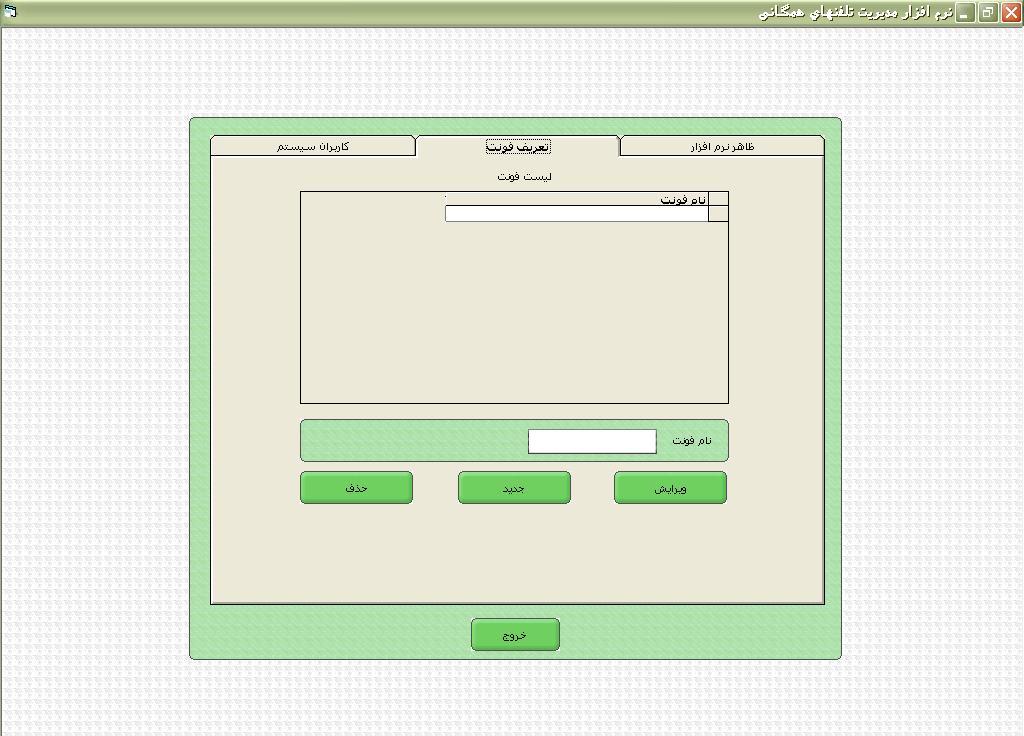 نرم افزار مديريت تلفنهاي همگاني
ظاهر نرم افزار
تعريف فونت
کاربران سيستم
ليست فونت
نام فونت
نام فونت
ويرايش
جديد
حذف
خروج